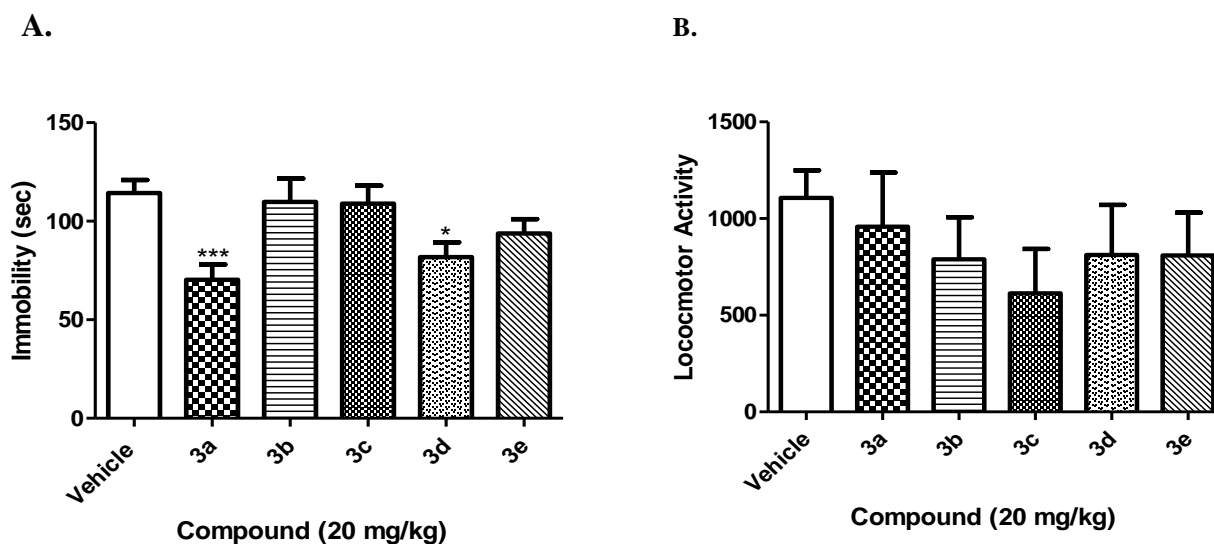 A.
Immobility (sec)
150
100
50
0
***
*
Vehicle
3a
3b
3c
3d
3e
Compound (20 mg/kg)
B.
Lococmotor Activity
1500
1000
500
0
Vehicle
3a
3b
3c
3d
3e
Compound (20 mg/kg)